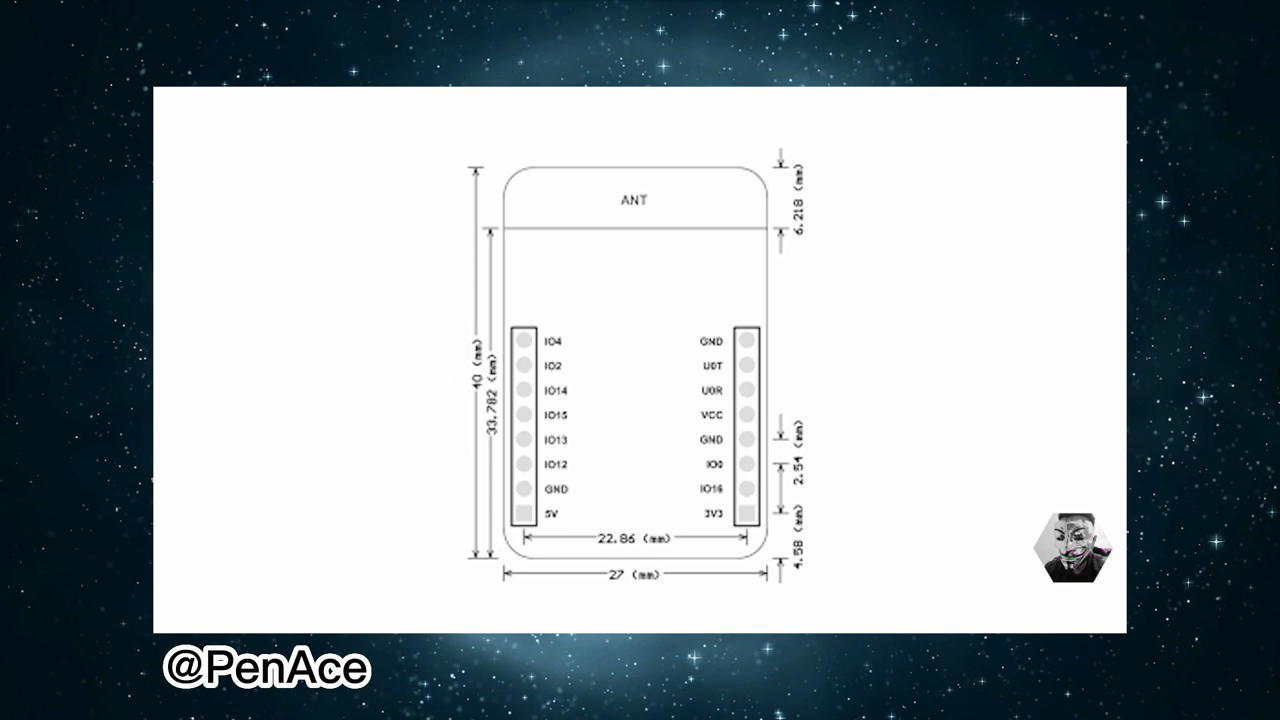 ANT
6.218 (mm)
40 (mm)
33.782 (mm)
IO4
GND
IO2
U0T
IO14
U0R
IO15
VCC
IO13
GND
IO12
IO0
GND
IO16
5V
3V3
2.54 (mm)
4.58 (mm)
22.86 (mm)
27 (mm)
@PenAce